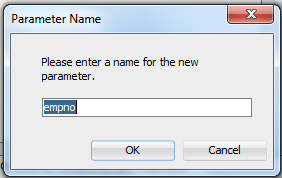 Parameter Name
Please enter a name for the new
parameter.
empno
OK Cancel